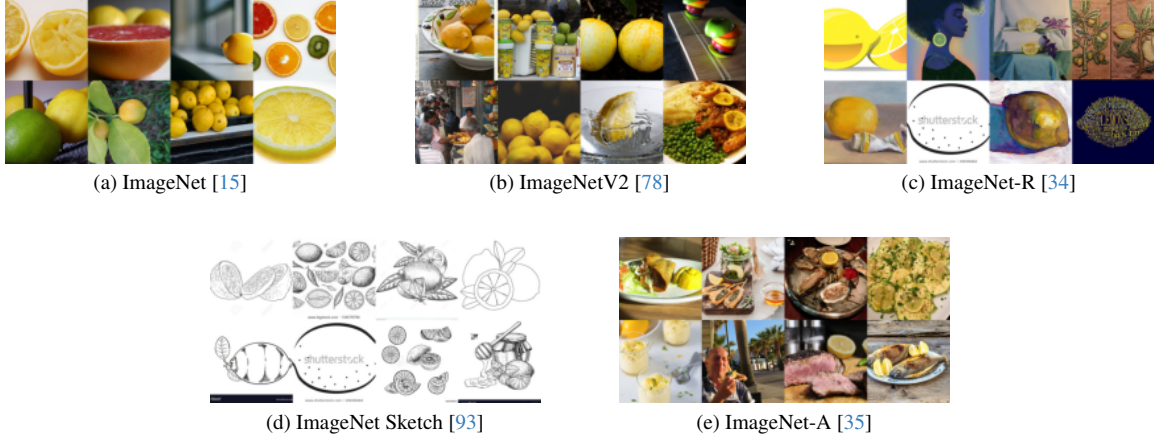 shutterstock
(a) ImageNet [15]
(b) ImageNetV2 [78]
(c) ImageNet-R [34]
shutterstock
(d) ImageNet Sketch [93]
(e) ImageNet-A [35]